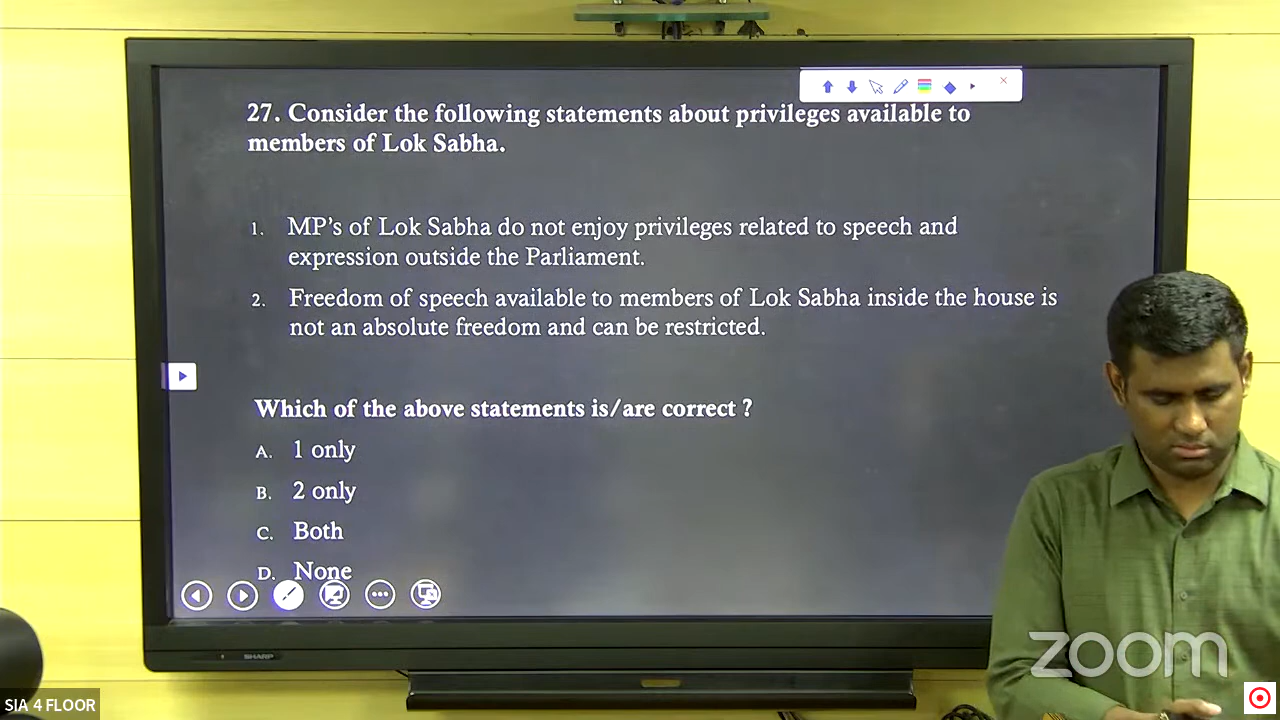 27. Consider the following statements about privileges available to
members of Lok Sabha.
1. MP's of Lok Sabha do not enjoy privileges related to speech and
expression outside the Parliament.
2. Freedom of speech available to members of Lok Sabha inside the house is
not an absolute freedom and can be restricted.
Which of the above statements is/are correct ?
A. 1 only
B. 2 only
C. Both
D. None
SHARP
zoom
SIA 4 FLOOR